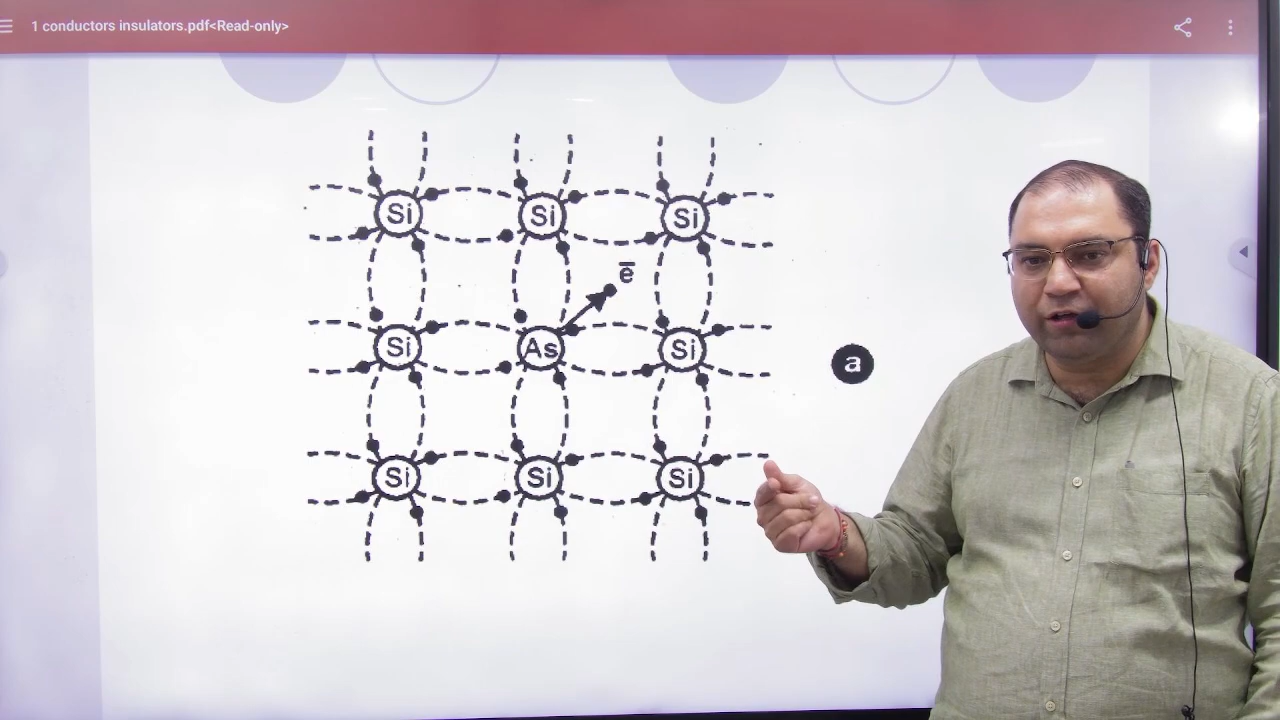 1 conductors insulators.pdf<Read-only>
Si Si Si
e̅
Si As Si
a
Si Si Si